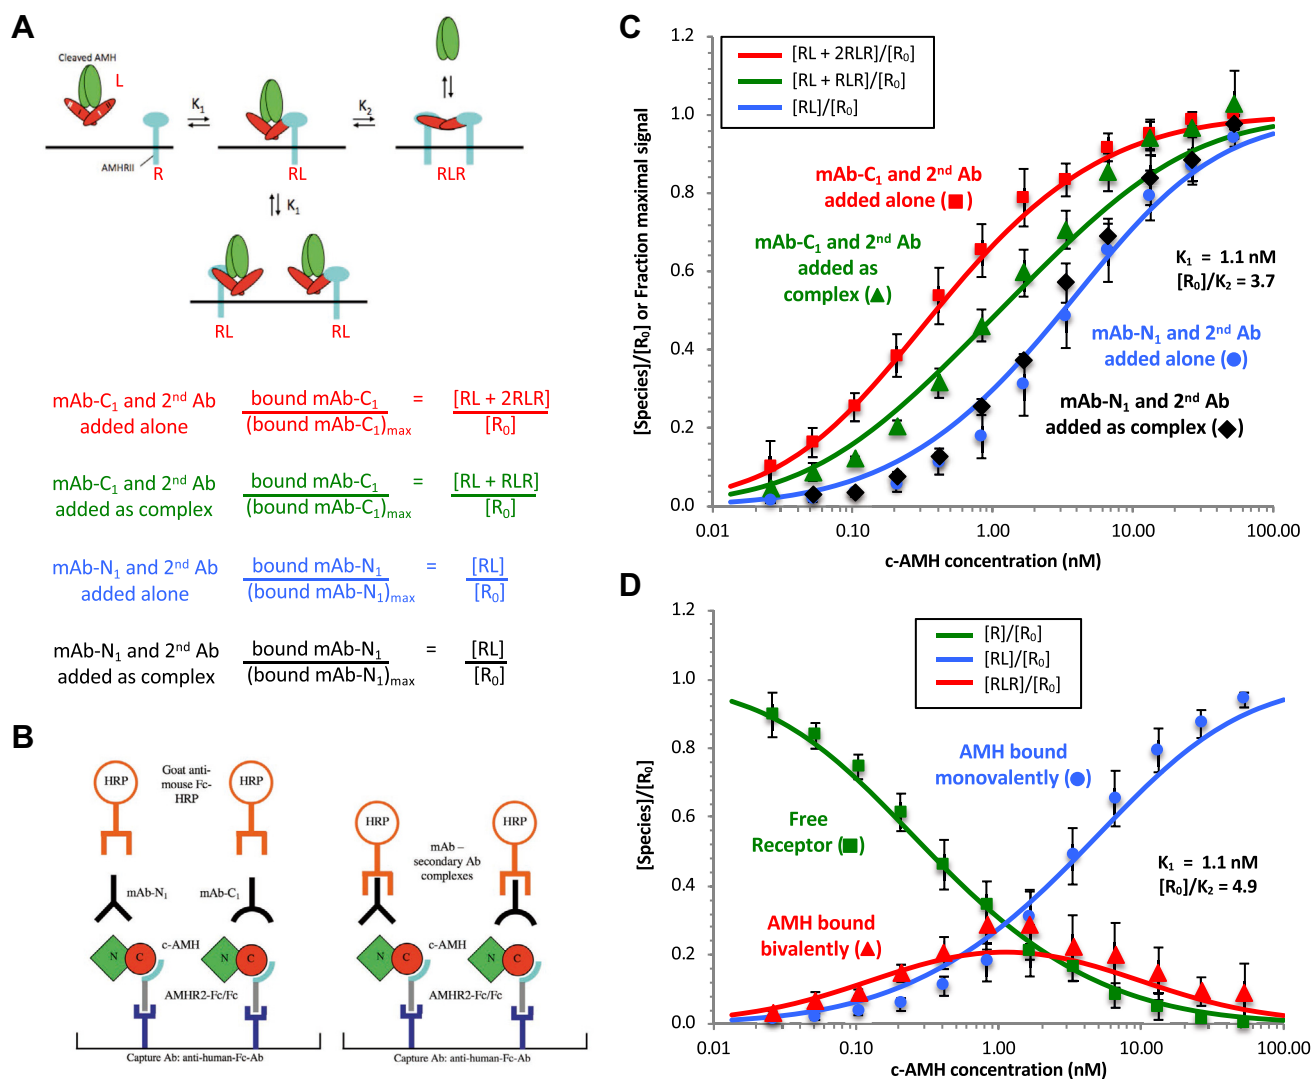 A
Cleaved AMH
L
K1
K2
AMHRII
R
RL
RLR
K1
RL
RL
mAb-C1 and 2nd Ab
added alone
bound mAb-C1
(bound mAb-C1)max
=
[RL + 2RLR]
[R0]
mAb-C1 and 2nd Ab
added as complex
bound mAb-C1
(bound mAb-C1)max
=
[RL + RLR]
[R0]
mAb-N1 and 2nd Ab
added alone
bound mAb-N1
(bound mAb-N1)max
=
[RL]
[R0]
mAb-N1 and 2nd Ab
added as complex
bound mAb-N1
(bound mAb-N1)max
=
[RL]
[R0]
B
HRP
Goat anti-
mouse Fc-
HRP
HRP
HRP
HRP
mAb –
secondary Ab
complexes
mAb-N1
mAb-C1
N
C
c-AMH
N
C
N
C
c-AMH
N
C
AMHR2-Fc/Fc
AMHR2-Fc/Fc
Capture Ab: anti-human-Fc-Ab
Capture Ab: anti-human-Fc-Ab
C
[Species]/[R0] or Fraction maximal signal
1.2
1.0
0.8
0.6
0.4
0.2
0.0
[RL + 2RLR]/[R0]
[RL + RLR]/[R0]
[RL]/[R0]
mAb-C1 and 2nd Ab
added alone (■)
mAb-C1 and 2nd Ab
added as
complex (▲)
K1 = 1.1 nM
[R0]/K2 = 3.7
mAb-N1 and 2nd Ab
added alone (●)
mAb-N1 and 2nd Ab
added as complex (◆)
0.01
0.10
1.00
10.00
100.00
c-AMH concentration (nM)
D
[Species]/[R0]
1.2
1.0
0.8
0.6
0.4
0.2
0.0
[R]/[R0]
[RL]/[R0]
[RLR]/[R0]
AMH bound
monovalently (●)
Free
Receptor (■)
K1 = 1.1 nM
[R0]/K2 = 4.9
AMH bound
bivalently (▲)
0.01
0.10
1.00
10.00
100.00
c-AMH concentration (nM)